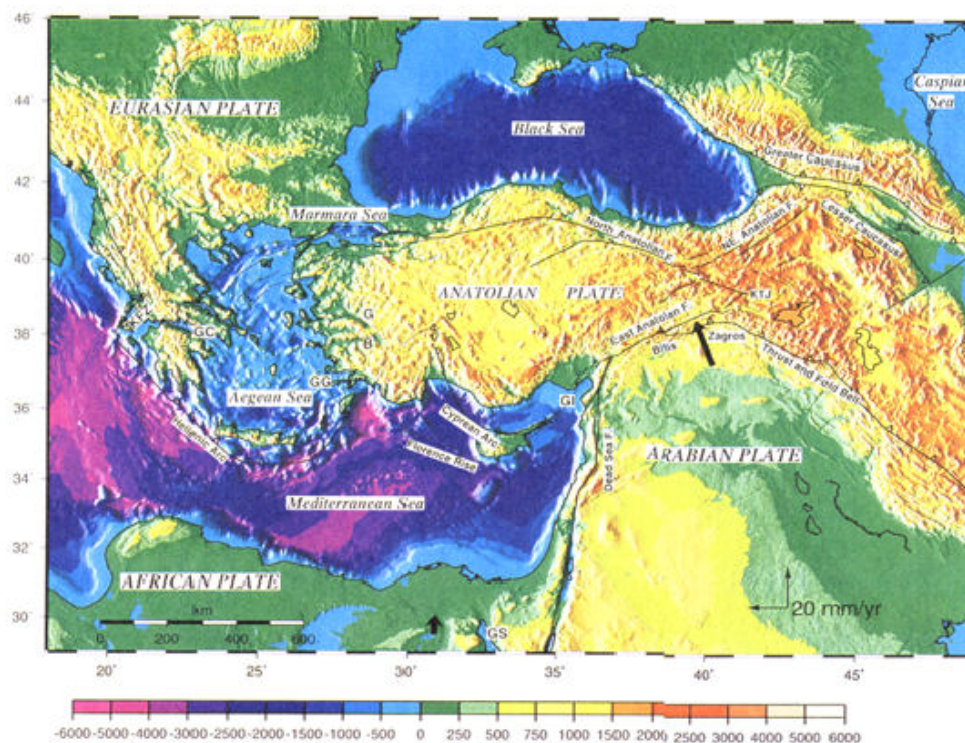 46°
44°
42°
40°
38°
36°
34°
32°
30°
EURASIAN PLATE
Black Sea
Caspian
Sea
Greater Caucasus
Marmara Sea
North Anatolian F.
NE. Anatolian F.
Lesser Caucasus
ANATOLIAN PLATE
KTJ
KFZ
GC
G
B
East Anatolian F.
Bitlis
Zagros
Thrust and Fold Belt
GG
Aegean Sea
GI
Hellenic Arc
Cyprean Arc
Florence Rise
Dead Sea F.
ARABIAN PLATE
Mediterranean Sea
AFRICAN PLATE
km
0 200 400 600
GS
20 mm/yr
20° 25° 30° 35° 40° 45°
-6000 -5000 -4000 -3000 -2500 -2000 -1500 -1000 -500 0 250 500 750 1000 1500 2000 2500 3000 4000 5000 6000